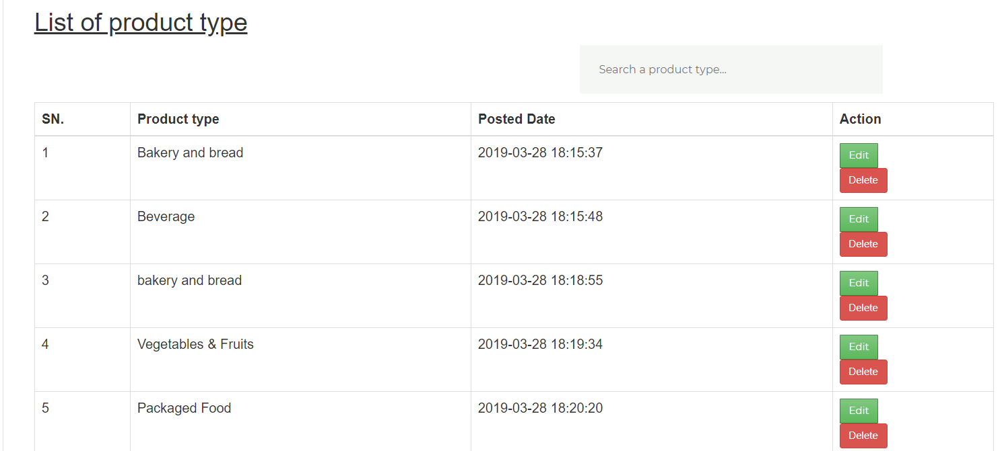 List of product type
Search a product type...
SN. Product type Posted Date Action
1 Bakery and bread 2019-03-28 18:15:37 Edit
Delete
2 Beverage 2019-03-28 18:15:48 Edit
Delete
3 bakery and bread 2019-03-28 18:18:55 Edit
Delete
4 Vegetables & Fruits 2019-03-28 18:19:34 Edit
Delete
5 Packaged Food 2019-03-28 18:20:20 Edit
Delete